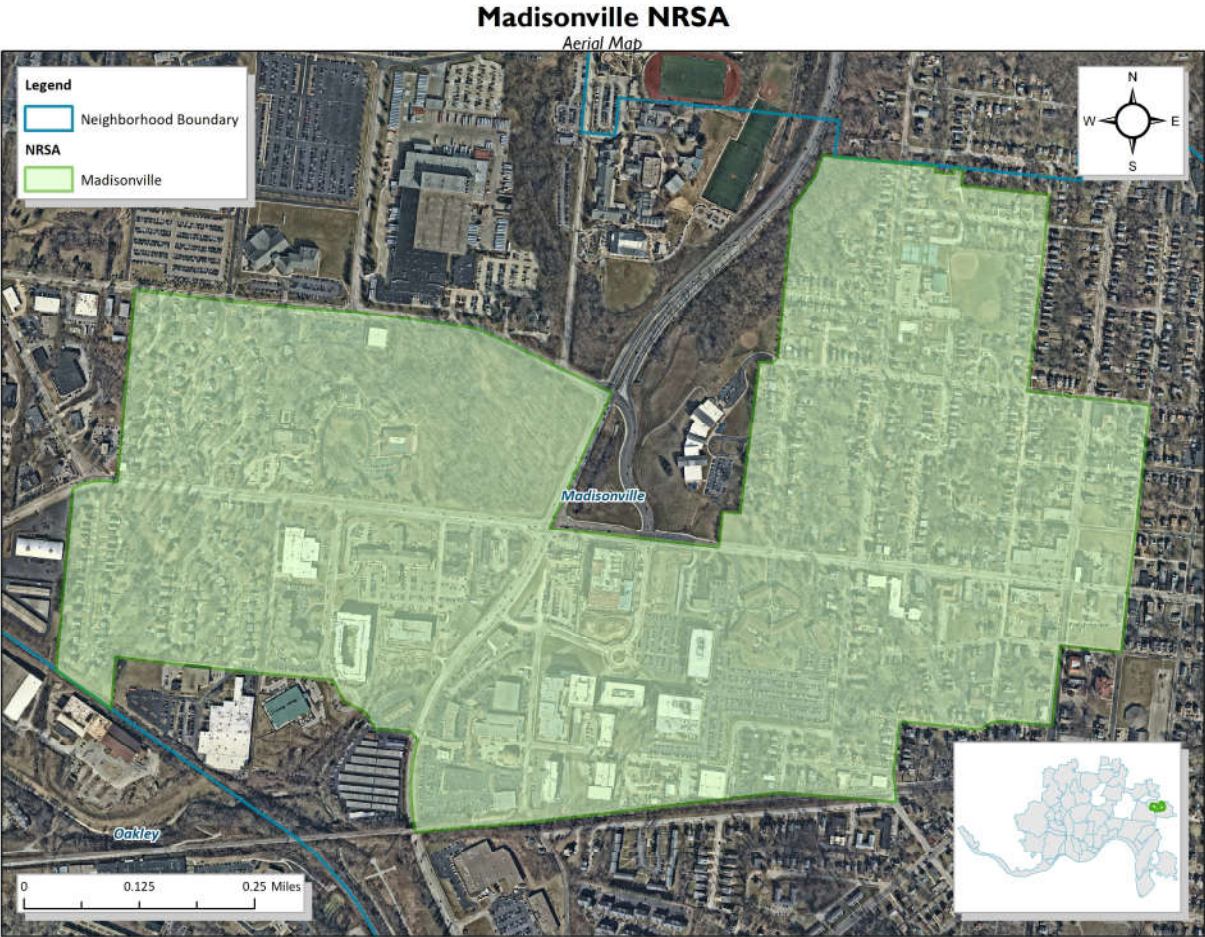 Madisonville NRSA
Aerial Map
Legend
Neighborhood Boundary
NRSA
Madisonville
N
W E
S
Madisonville
Oakley
0 0.125 0.25 Miles